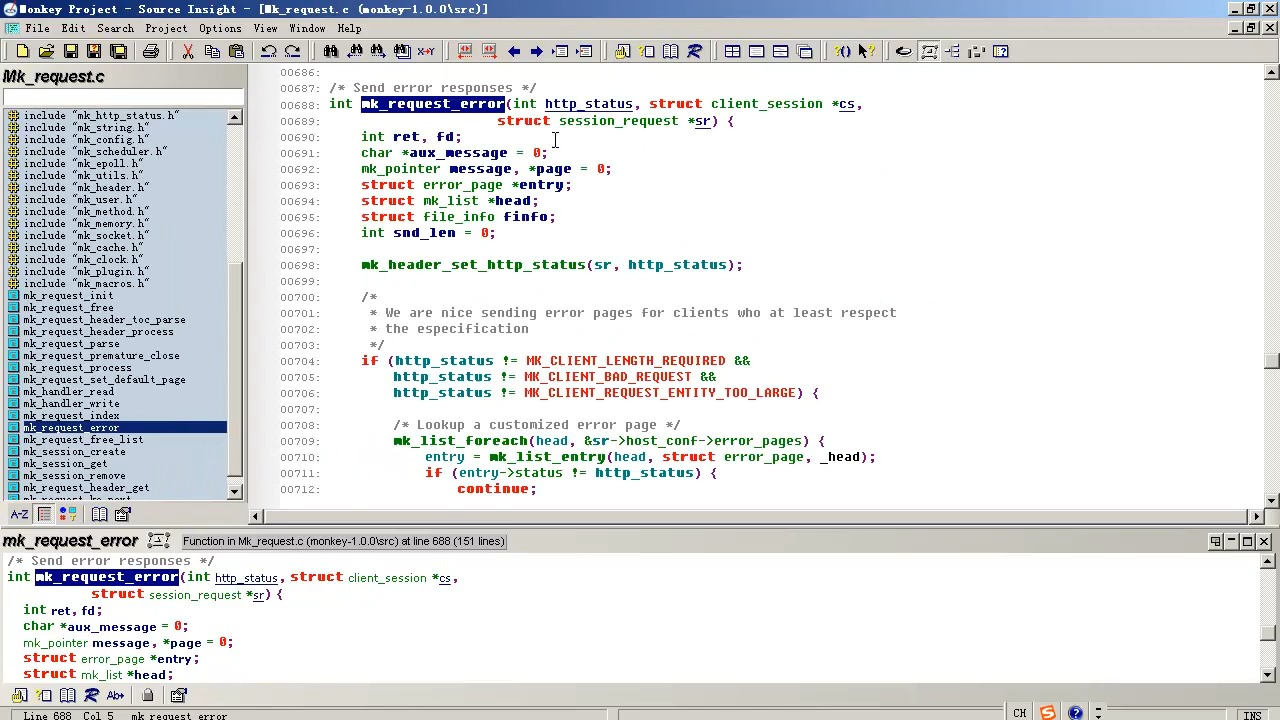 Monkey Project - Source Insight - [Mk_request.c (monkey-1.0.0\src)]
File Edit Search Project Options View Window Help
Mk_request.c
include "mk_http_status.h"
include "mk_string.h"
include "mk_config.h"
include "mk_scheduler.h"
include "mk_epoll.h"
include "mk_utils.h"
include "mk_header.h"
include "mk_user.h"
include "mk_method.h"
include "mk_memory.h"
include "mk_socket.h"
include "mk_cache.h"
include "mk_clock.h"
include "mk_plugin.h"
include "mk_macros.h"
mk_request_init
mk_request_free
mk_request_header_toc_parse
mk_request_header_process
mk_request_parse
mk_request_premature_close
mk_request_process
mk_request_set_default_page
mk_handler_read
mk_handler_write
mk_request_index
mk_request_error
mk_request_free_list
mk_session_create
mk_session_get
mk_session_remove
mk_request_header_get
A-Z
00686:
00687: /* Send error responses */
00688: int mk_request_error(int http_status, struct client_session *cs,
00689: struct session_request *sr) {
00690: int ret, fd;
00691: char *aux_message = 0;
00692: mk_pointer message, *page = 0;
00693: struct error_page *entry;
00694: struct mk_list *head;
00695: struct file_info finfo;
00696: int snd_len = 0;
00697:
00698: mk_header_set_http_status(sr, http_status);
00699:
00700: /*
00701: * We are nice sending error pages for clients who at least respect
00702: * the especification
00703: */
00704: if (http_status != MK_CLIENT_LENGTH_REQUIRED &&
00705: http_status != MK_CLIENT_BAD_REQUEST &&
00706: http_status != MK_CLIENT_REQUEST_ENTITY_TOO_LARGE) {
00707:
00708: /* Lookup a customized error page */
00709: mk_list_foreach(head, &sr->host_conf->error_pages) {
00710: entry = mk_list_entry(head, struct error_page, _head);
00711: if (entry->status != http_status) {
00712: continue;
mk_request_error Function in Mk_request.c (monkey-1.0.0\src) at line 688 (151 lines)
/* Send error responses */
int mk_request_error(int http_status, struct client_session *cs,
struct session_request *sr) {
int ret, fd;
char *aux_message = 0;
mk_pointer message, *page = 0;
struct error_page *entry;
struct mk_list *head;
Line 688 Col 5 mk_request_error CH INS